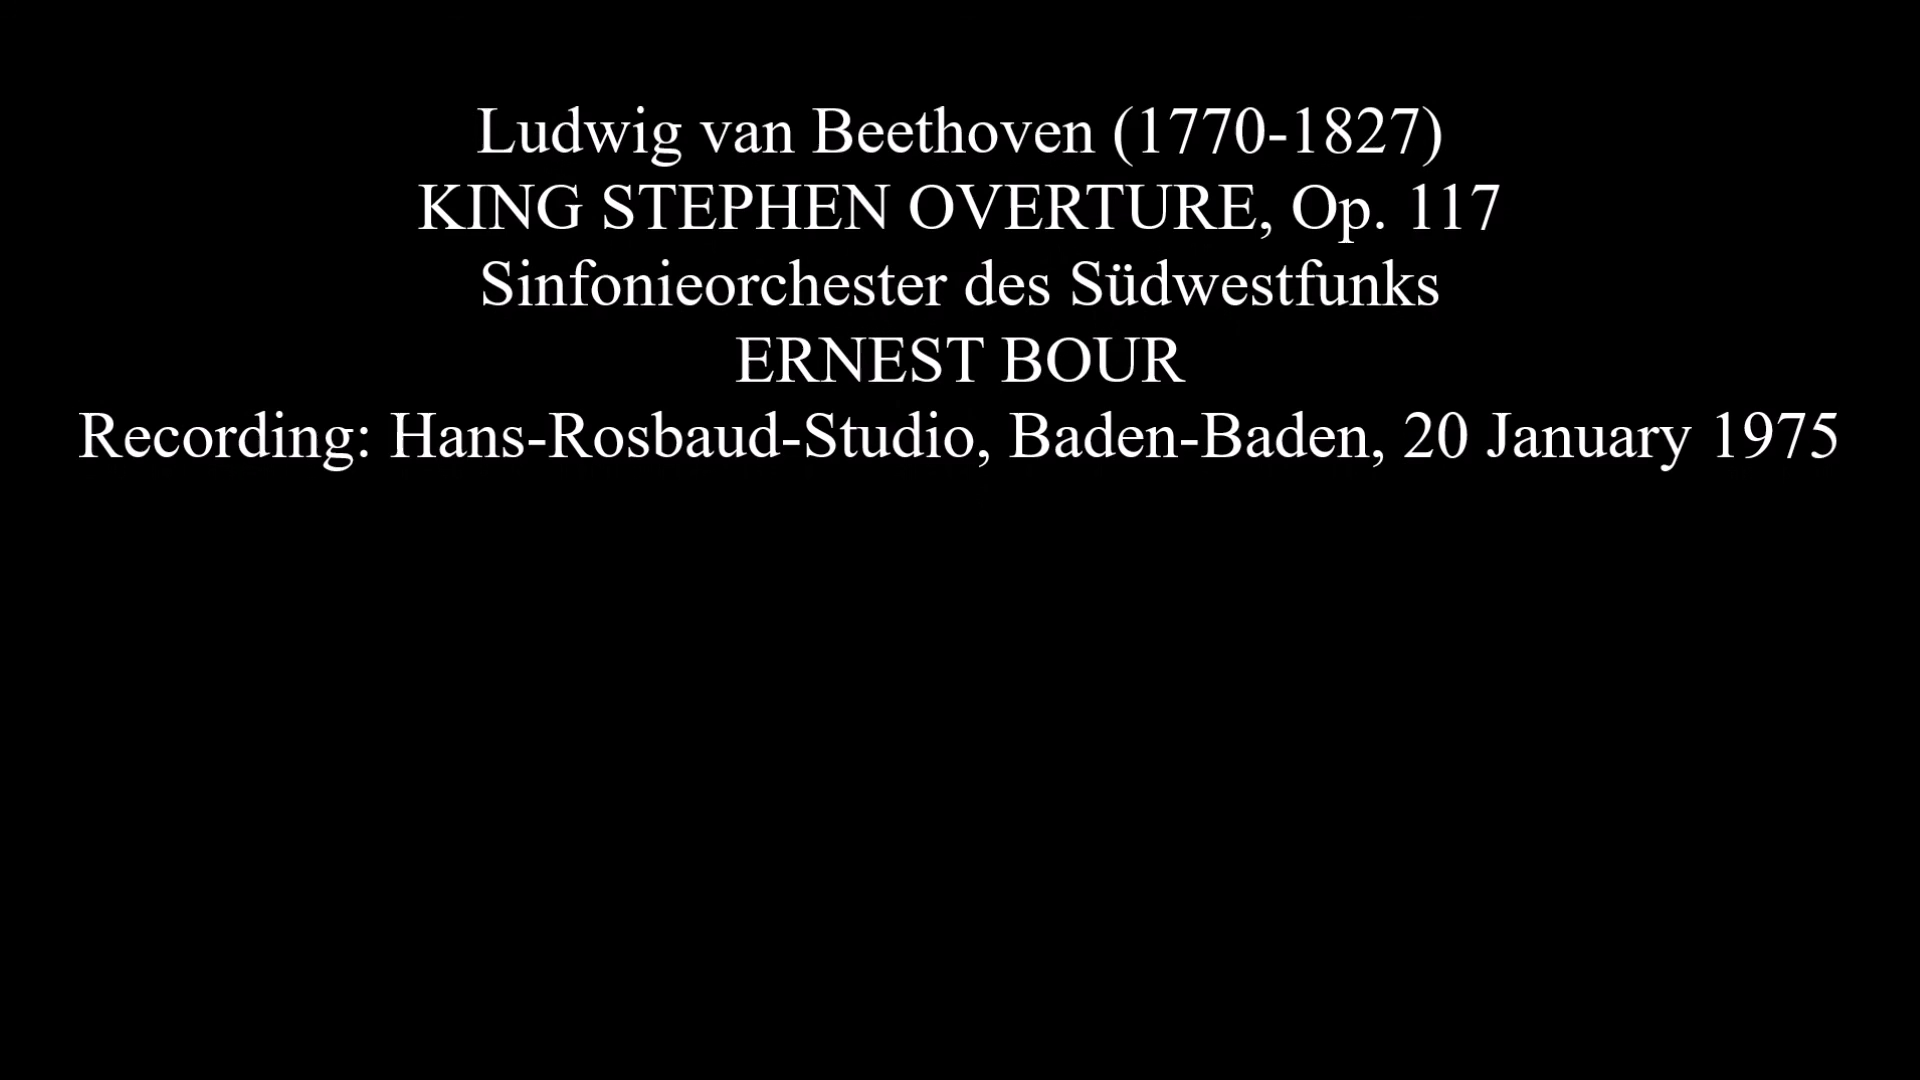 Ludwig van Beethoven (1770-1827)
KING STEPHEN OVERTURE, Op. 117
Sinfonieorchester des Südwestfunks
ERNEST BOUR
Recording: Hans-Rosbaud-Studio, Baden-Baden, 20 January 1975